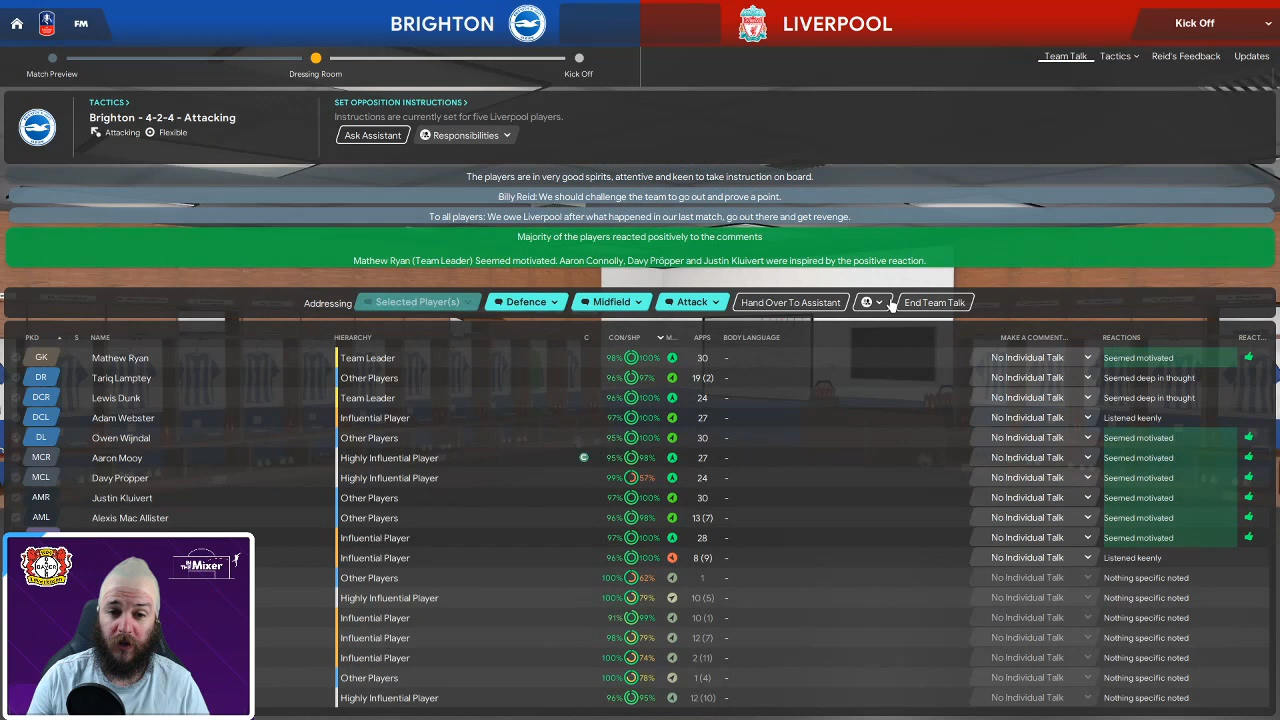 FM
BRIGHTON
LIVERPOOL
Kick Off
Match Preview
Dressing Room
Kick Off
Team Talk
Tactics
Reid's Feedback
Updates
TACTICS >
Brighton - 4-2-4 - Attacking
Attacking Flexible
SET OPPOSITION INSTRUCTIONS >
Instructions are currently set for five Liverpool players.
Ask Assistant
Responsibilities
The players are in very good spirits, attentive and keen to take instruction on board.
Billy Reid: We should challenge the team to go out and prove a point.
To all players: We owe Liverpool after what happened in our last match, go out there and get revenge.
Majority of the players reacted positively to the comments
Mathew Ryan (Team Leader) Seemed motivated. Aaron Connolly, Davy Pröpper and Justin Kluivert were inspired by the positive reaction.
Addressing Selected Player(s) Defence Midfield Attack Hand Over To Assistant End Team Talk
PKD S NAME HIERARCHY C CON/SHP M... APPS BODY LANGUAGE MAKE A COMMENT... REACTIONS REACT...
GK Mathew Ryan Team Leader 98% 100% 30 - No Individual Talk Seemed motivated
DR Tariq Lamptey Other Players 96% 97% 19 (2) - No Individual Talk Seemed deep in thought
DCR Lewis Dunk Team Leader 96% 100% 24 - No Individual Talk Seemed deep in thought
DCL Adam Webster Influential Player 97% 100% 27 - No Individual Talk Listened keenly
DL Owen Wijndal Other Players 95% 100% 30 - No Individual Talk Seemed motivated
MCR Aaron Mooy Highly Influential Player C 95% 98% 27 - No Individual Talk Seemed motivated
MCL Davy Pröpper Highly Influential Player 99% 57% 24 - No Individual Talk Seemed motivated
AMR Justin Kluivert Other Players 97% 100% 30 - No Individual Talk Seemed motivated
AML Alexis Mac Allister Other Players 96% 98% 13 (7) - No Individual Talk Seemed motivated
Influential Player 97% 100% 28 - No Individual Talk Seemed motivated
Influential Player 96% 100% 8 (9) - No Individual Talk Listened keenly
Other Players 100% 62% 1 - No Individual Talk Nothing specific noted
Highly Influential Player 100% 79% 10 (5) - No Individual Talk Nothing specific noted
Influential Player 91% 99% 10 (1) - No Individual Talk Nothing specific noted
Influential Player 98% 79% 12 (7) - No Individual Talk Nothing specific noted
Influential Player 100% 74% 2 (11) - No Individual Talk Nothing specific noted
Other Players 100% 78% 1 (4) - No Individual Talk Nothing specific noted
Highly Influential Player 96% 95% 12 (10) - No Individual Talk Nothing specific noted
The Mixer